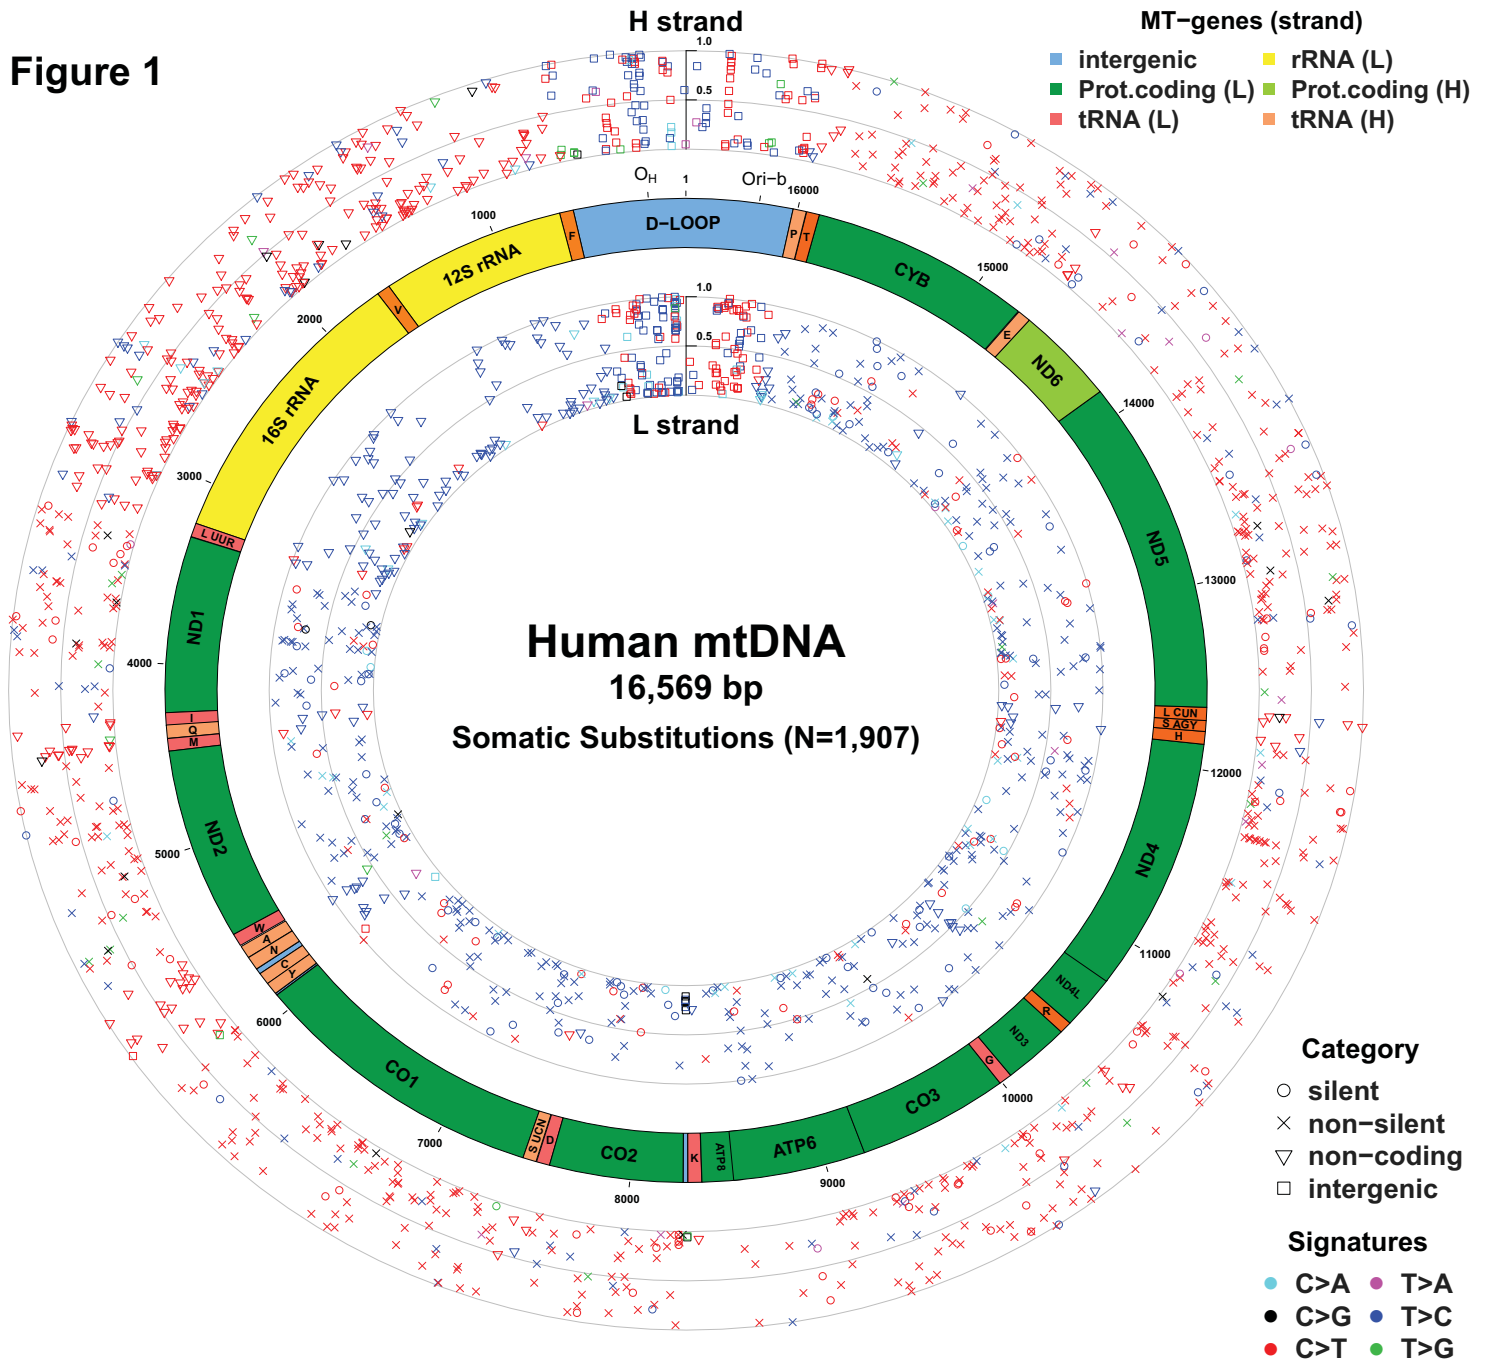 Figure 1
H strand
MT−genes (strand)
intergenic
rRNA (L)
Prot.coding (L)
Prot.coding (H)
tRNA (L)
tRNA (H)
1.0
0.5
OH
1
Ori−b
16000
1000
2000
3000
4000
5000
6000
7000
8000
9000
10000
11000
12000
13000
14000
15000
D−LOOP
P
T
CYB
E
ND6
ND5
L CUN
S AGY
H
ND4
ND4L
R
ND3
G
CO3
ATP6
ATP8
K
CO2
D
S UCN
CO1
Y
C
N
A
W
ND2
M
Q
I
ND1
L UUR
16S rRNA
V
12S rRNA
F
1.0
0.5
L strand
Human mtDNA
16,569 bp
Somatic Substitutions (N=1,907)
Category
silent
non−silent
non−coding
intergenic
Signatures
C>A
T>A
C>G
T>C
C>T
T>G